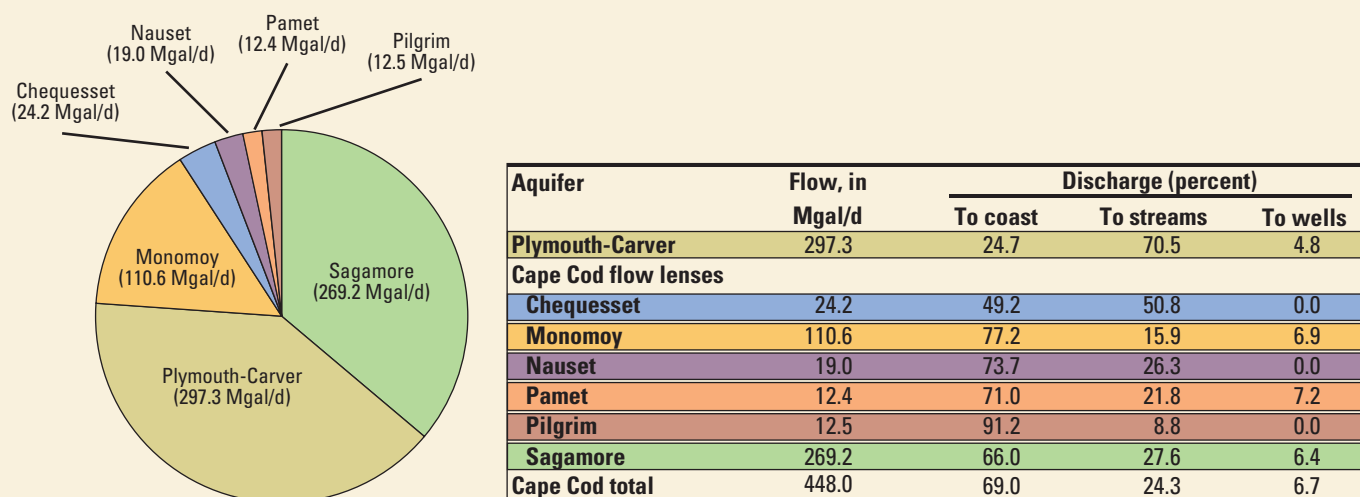 Nauset
(19.0 Mgal/d)
Pamet
(12.4 Mgal/d)
Pilgrim
(12.5 Mgal/d)
Chequesset
(24.2 Mgal/d)
Monomoy
(110.6 Mgal/d)
Sagamore
(269.2 Mgal/d)
Plymouth-Carver
(297.3 Mgal/d)
Aquifer Flow, in Discharge (percent)
Mgal/d To coast To streams To wells
Plymouth-Carver 297.3 24.7 70.5 4.8
Cape Cod flow lenses
Chequesset 24.2 49.2 50.8 0.0
Monomoy 110.6 77.2 15.9 6.9
Nauset 19.0 73.7 26.3 0.0
Pamet 12.4 71.0 21.8 7.2
Pilgrim 12.5 91.2 8.8 0.0
Sagamore 269.2 66.0 27.6 6.4
Cape Cod total 448.0 69.0 24.3 6.7